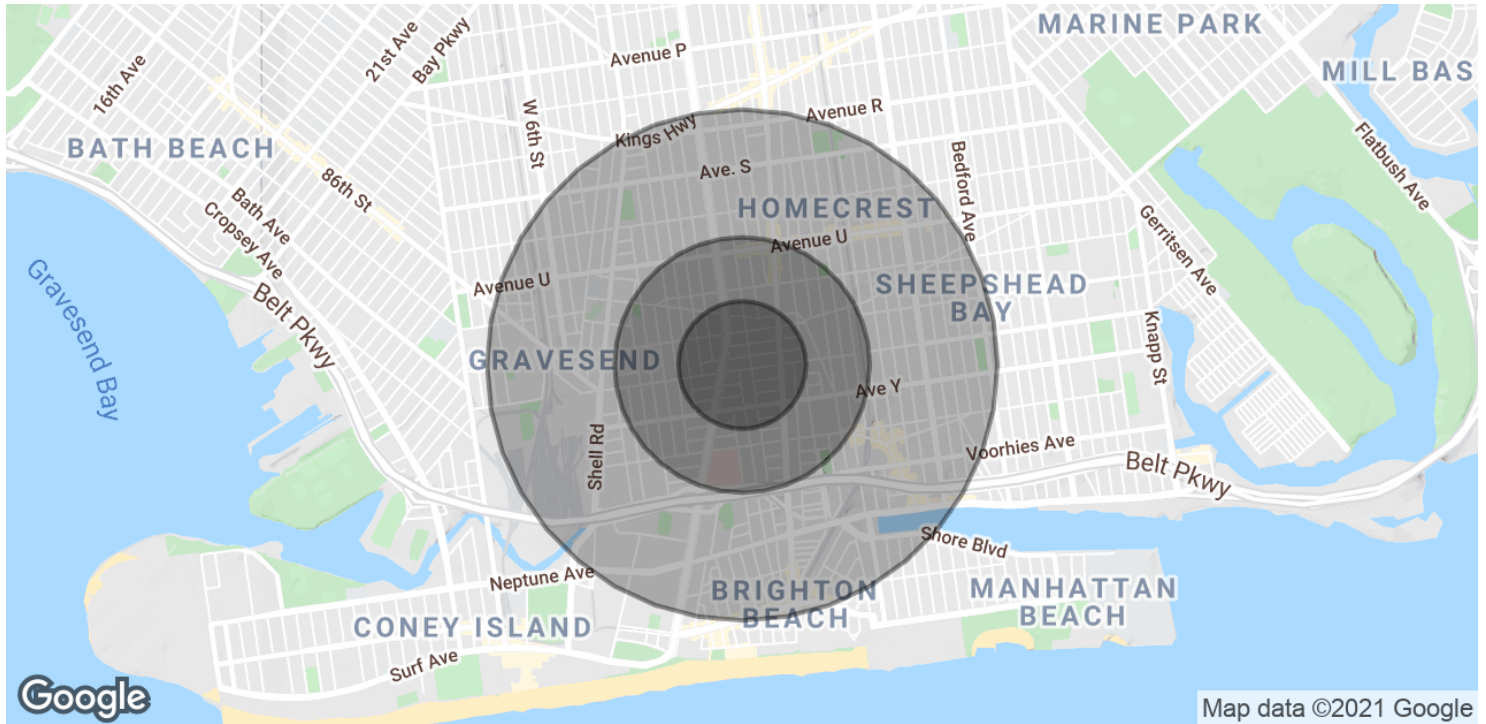 MARINE PARK
21st Ave
Bay Pkwy
Avenue P
MILL BAS
16th Ave
W 6th St
Kings Hwy
Avenue R
BATH BEACH
Flatbush Ave
86th St
Ave. S
Bedford Ave
Bath Ave
Cropsey Ave
HOMECREST
Avenue U
Gerritsen Ave
Gravesend Bay
Belt Pkwy
Avenue U
SHEEPSHEAD
BAY
GRAVESEND
Knapp St
Ave Y
Shell Rd
Voorhies Ave
Belt Pkwy
Shore Blvd
Neptune Ave
BRIGHTON
BEACH
MANHATTAN
BEACH
CONEY ISLAND
Surf Ave
Google
Map data ©2021 Google